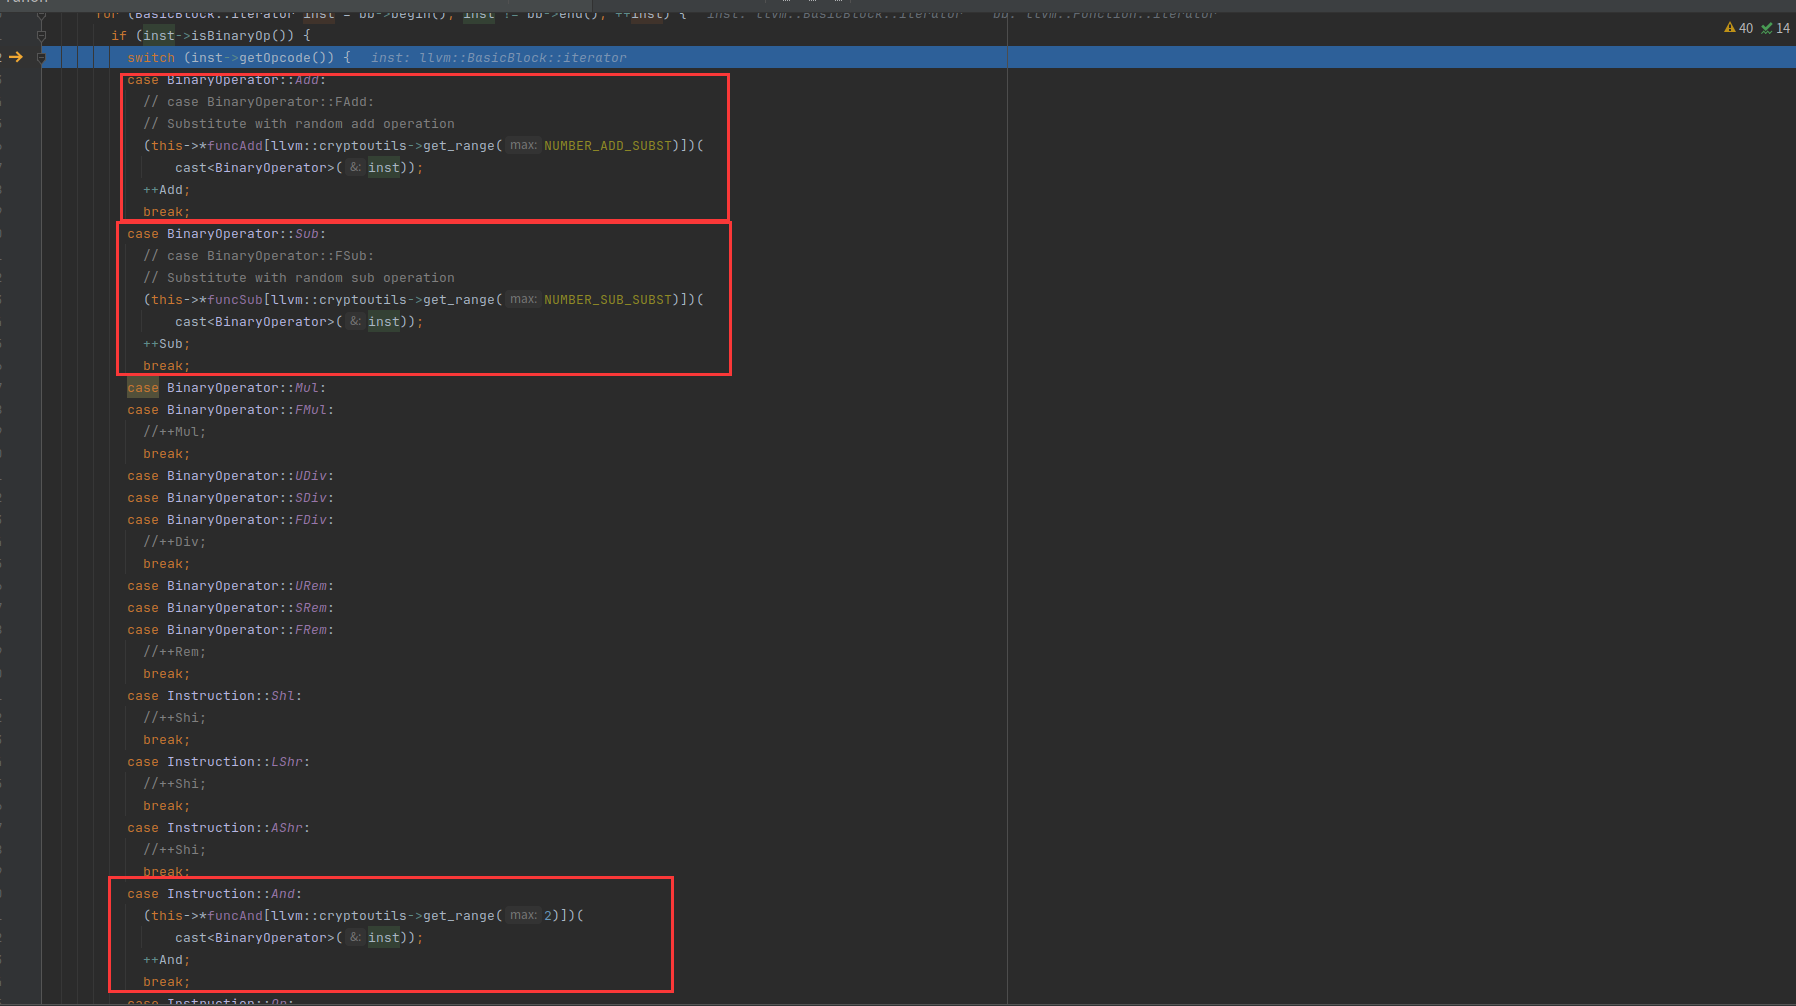 for (BasicBlock::iterator inst = bb->begin(); inst != bb->end(); ++inst) { inst: llvm::BasicBlock::iterator bb: llvm::Function::iterator
if (inst->isBinaryOp()) {
40 14
switch (inst->getOpcode()) { inst: llvm::BasicBlock::iterator
case BinaryOperator::Add:
// case BinaryOperator::FAdd:
// Substitute with random add operation
(this->*funcAdd[llvm::cryptoutils->get_range( max: NUMBER_ADD_SUBST)])(
cast<BinaryOperator>( &: inst));
++Add;
break;
case BinaryOperator::Sub:
// case BinaryOperator::FSub:
// Substitute with random sub operation
(this->*funcSub[llvm::cryptoutils->get_range( max: NUMBER_SUB_SUBST)])(
cast<BinaryOperator>( &: inst));
++Sub;
break;
case BinaryOperator::Mul:
case BinaryOperator::FMul:
//++Mul;
break;
case BinaryOperator::UDiv:
case BinaryOperator::SDiv:
case BinaryOperator::FDiv:
//++Div;
break;
case BinaryOperator::URem:
case BinaryOperator::SRem:
case BinaryOperator::FRem:
//++Rem;
break;
case Instruction::Shl:
//++Shi;
break;
case Instruction::LShr:
//++Shi;
break;
case Instruction::AShr:
//++Shi;
break;
case Instruction::And:
(this->*funcAnd[llvm::cryptoutils->get_range( max: 2)])(
cast<BinaryOperator>( &: inst));
++And;
break;
case Instruction::Or: